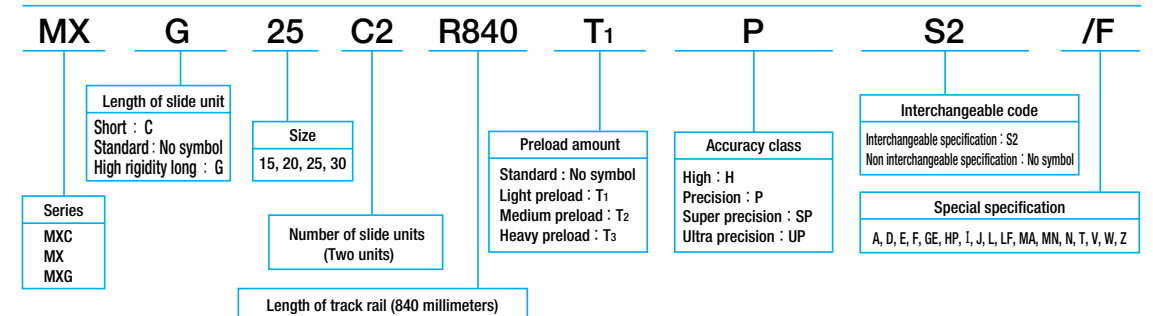 MX G 25 C2 R840 T1 P S2 /F
Length of slide unit
Short : C
Standard : No symbol
High rigidity long : G
Size
15, 20, 25, 30
Series
MXC
MX
MXG
Number of slide units
(Two units)
Length of track rail (840 millimeters)
Preload amount
Standard : No symbol
Light preload : T1
Medium preload : T2
Heavy preload : T3
Accuracy class
High : H
Precision : P
Super precision : SP
Ultra precision : UP
Interchangeable code
Interchangeable specification : S2
Non interchangeable specification : No symbol
Special specification
A, D, E, F, GE, HP, I, J, L, LF, MA, MN, N, T, V, W, Z